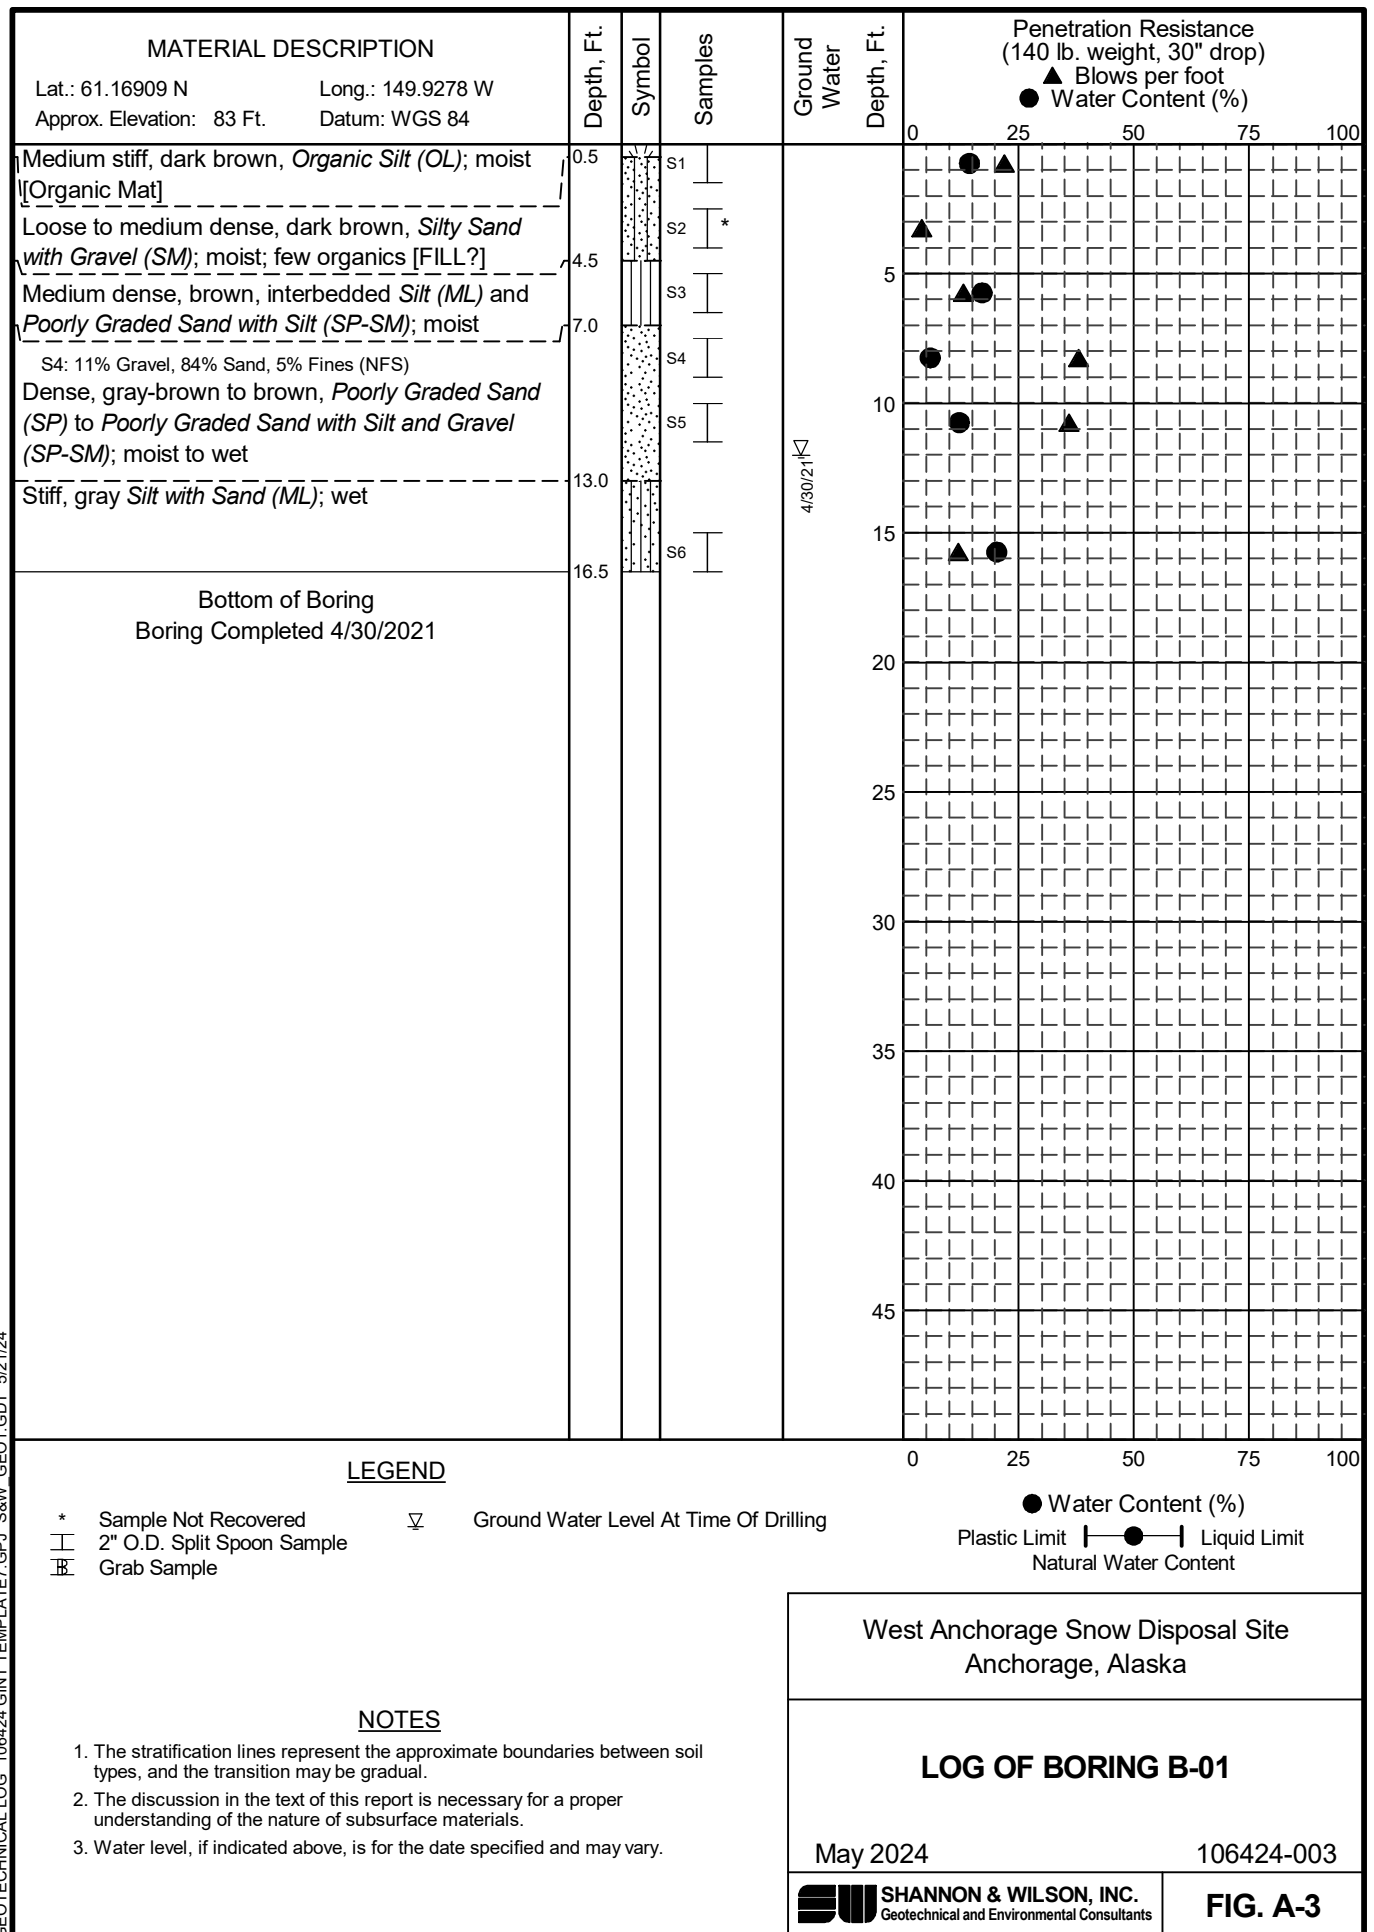 MATERIAL DESCRIPTION
Lat.: 61.16909 N Long.: 149.9278 W
Approx. Elevation: 83 Ft. Datum: WGS 84
Depth, Ft.
Symbol
Samples
Ground
Water
Depth, Ft.
Penetration Resistance
(140 lb. weight, 30" drop)
▲ Blows per foot
● Water Content (%)
0 25 50 75 100
Medium stiff, dark brown, Organic Silt (OL); moist
[Organic Mat]
0.5
S1
Loose to medium dense, dark brown, Silty Sand
with Gravel (SM); moist; few organics [FILL?]
4.5
S2 *
Medium dense, brown, interbedded Silt (ML) and
Poorly Graded Sand with Silt (SP-SM); moist
7.0
S3
S4: 11% Gravel, 84% Sand, 5% Fines (NFS)
Dense, gray-brown to brown, Poorly Graded Sand
(SP) to Poorly Graded Sand with Silt and Gravel
(SP-SM); moist to wet
S4
S5
13.0
Stiff, gray Silt with Sand (ML); wet
S6
16.5
4/30/21
Bottom of Boring
Boring Completed 4/30/2021
5
10
15
20
25
30
35
40
45
0 25 50 75 100
LEGEND
* Sample Not Recovered
2" O.D. Split Spoon Sample
Grab Sample
Ground Water Level At Time Of Drilling
● Water Content (%)
Plastic Limit Liquid Limit
Natural Water Content
NOTES
1. The stratification lines represent the approximate boundaries between soil
types, and the transition may be gradual.
2. The discussion in the text of this report is necessary for a proper
understanding of the nature of subsurface materials.
3. Water level, if indicated above, is for the date specified and may vary.
West Anchorage Snow Disposal Site
Anchorage, Alaska
LOG OF BORING B-01
May 2024 106424-003
SHANNON & WILSON, INC.
Geotechnical and Environmental Consultants
FIG. A-3